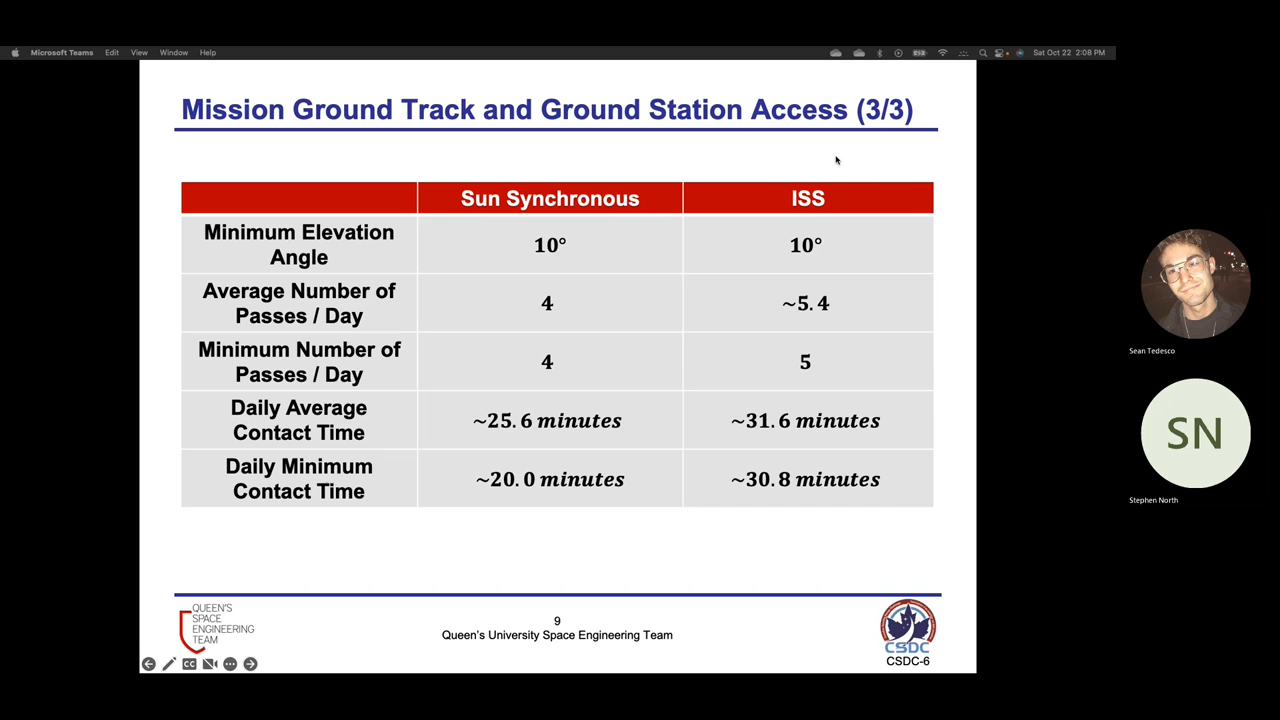 Microsoft Teams Edit View Window Help Sat Oct 22 2:08 PM
Mission Ground Track and Ground Station Access (3/3)
Sun Synchronous ISS
Minimum Elevation
Angle
10° 10°
Average Number of
Passes / Day
4 ~5.4
Minimum Number of
Passes / Day
4 5
Daily Average
Contact Time
~25.6 minutes ~31.6 minutes
Daily Minimum
Contact Time
~20.0 minutes ~30.8 minutes
Sean Tedesco
SN
Stephen North
QUEEN'S
SPACE
ENGINEERING
TEAM
9
Queen's University Space Engineering Team
CSDC
CSDC-6
CC